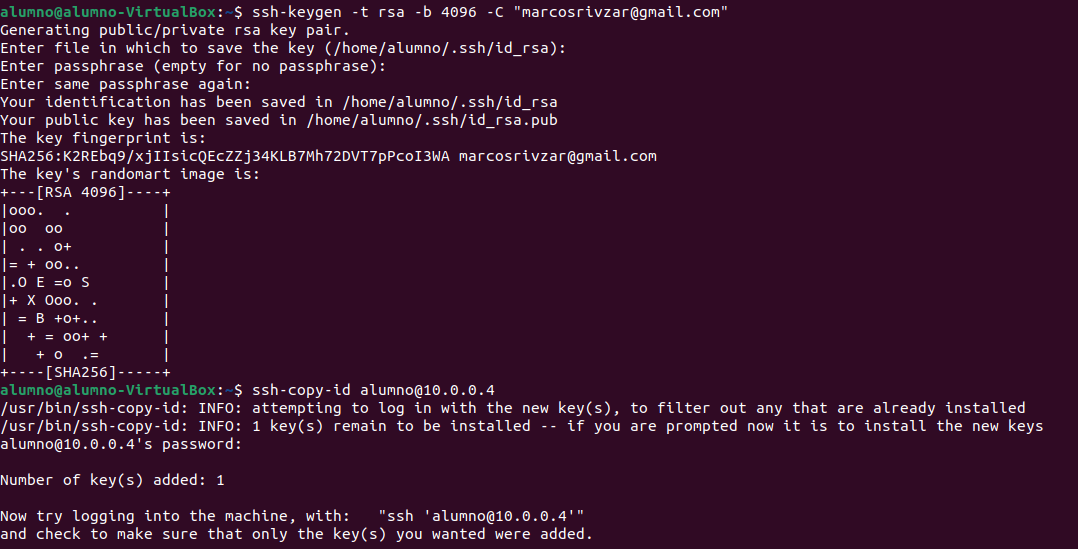 alumno@alumno-VirtualBox:~$ ssh-keygen -t rsa -b 4096 -C "marcosrivzar@gmail.com"
Generating public/private rsa key pair.
Enter file in which to save the key (/home/alumno/.ssh/id_rsa):
Enter passphrase (empty for no passphrase):
Enter same passphrase again:
Your identification has been saved in /home/alumno/.ssh/id_rsa
Your public key has been saved in /home/alumno/.ssh/id_rsa.pub
The key fingerprint is:
SHA256:K2REbq9/xjIIsicQEcZZj34KLB7Mh72DVT7pPcoI3WA marcosrivzar@gmail.com
The key's randomart image is:
+---[RSA 4096]----+
|ooo.  .          |
|oo  oo           |
| . . o+          |
|= + oo..         |
|.O E =o S        |
|+ X Ooo. .       |
| = B +o+..       |
|  + = oo+ +      |
|   + o  .=       |
+----[SHA256]-----+
alumno@alumno-VirtualBox:~$ ssh-copy-id alumno@10.0.0.4
/usr/bin/ssh-copy-id: INFO: attempting to log in with the new key(s), to filter out any that are already installed
/usr/bin/ssh-copy-id: INFO: 1 key(s) remain to be installed -- if you are prompted now it is to install the new keys
alumno@10.0.0.4's password:
Number of key(s) added: 1
Now try logging into the machine, with:   "ssh 'alumno@10.0.0.4'"
and check to make sure that only the key(s) you wanted were added.